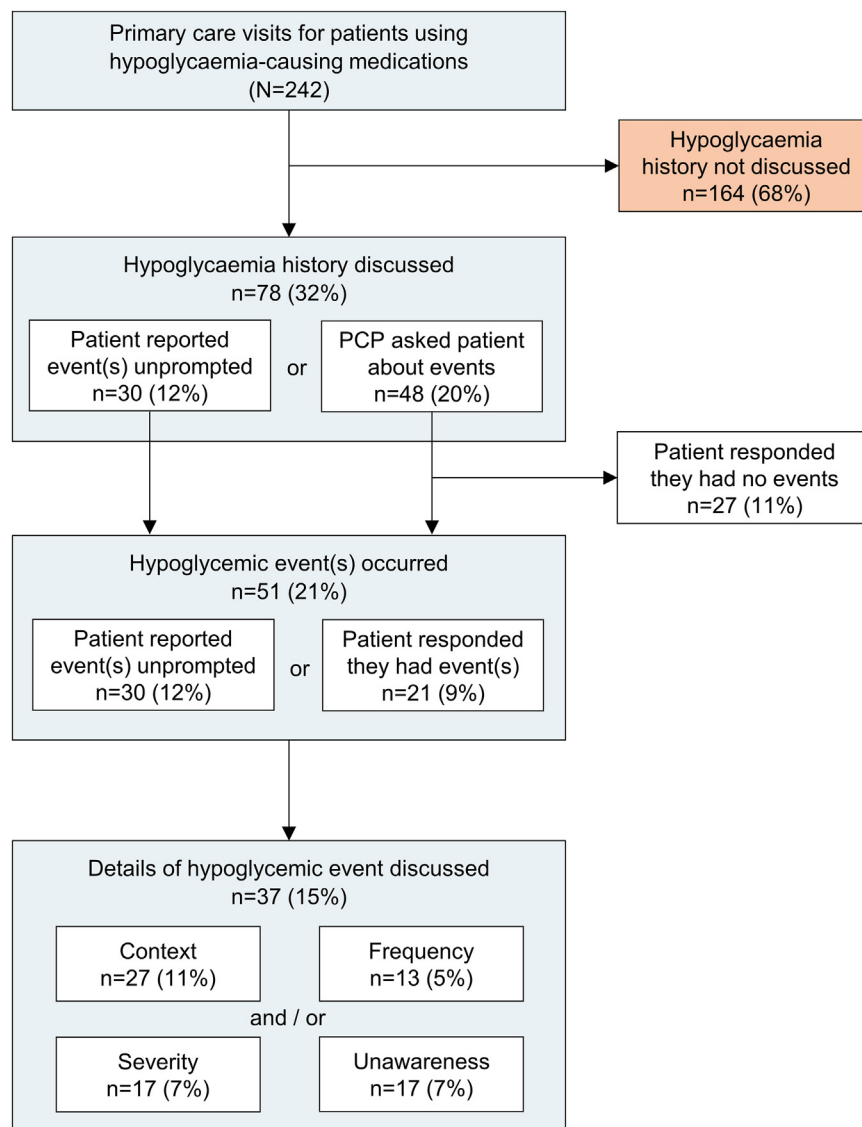 Primary care visits for patients using
hypoglycaemia-causing medications
(N=242)
Hypoglycaemia
history not discussed
n=164 (68%)
Hypoglycaemia history discussed
n=78 (32%)
Patient reported
event(s) unprompted
n=30 (12%)
or
PCP asked patient
about events
n=48 (20%)
Patient responded
they had no events
n=27 (11%)
Hypoglycemic event(s) occurred
n=51 (21%)
Patient reported
event(s) unprompted
n=30 (12%)
or
Patient responded
they had event(s)
n=21 (9%)
Details of hypoglycemic event discussed
n=37 (15%)
Context
n=27 (11%)
Frequency
n=13 (5%)
and / or
Severity
n=17 (7%)
Unawareness
n=17 (7%)